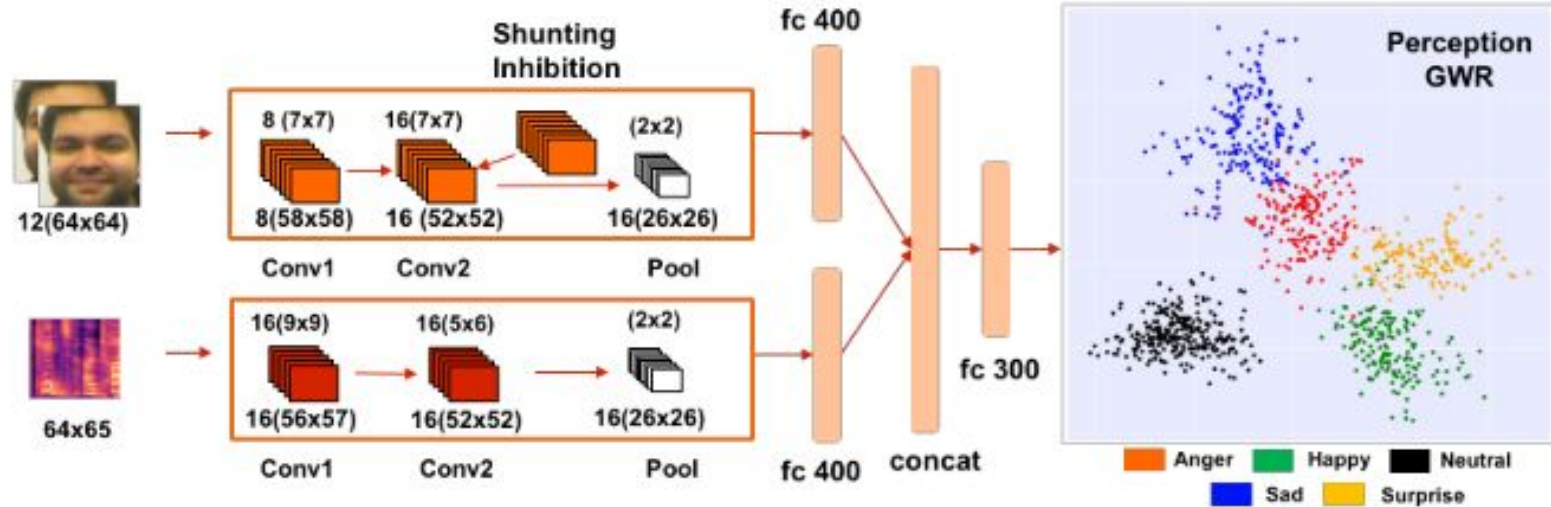 Shunting
Inhibition
8 (7x7)
16(7x7)
(2x2)
12(64x64)
8(58x58)
16 (52x52)
16(26x26)
Conv1
Conv2
Pool
16(9x9)
16(5x6)
(2x2)
64x65
16(56x57)
16(52x52)
16(26x26)
Conv1
Conv2
Pool
fc 400
fc 400
concat
fc 300
Perception
GWR
Anger
Happy
Neutral
Sad
Surprise